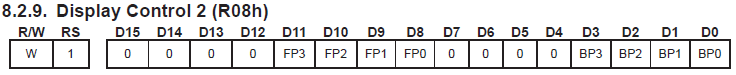 8.2.9. Display Control 2 (R08h)
R/W RS D15 D14 D13 D12 D11 D10 D9 D8 D7 D6 D5 D4 D3 D2 D1 D0
W 1 0 0 0 0 FP3 FP2 FP1 FP0 0 0 0 0 BP3 BP2 BP1 BP0